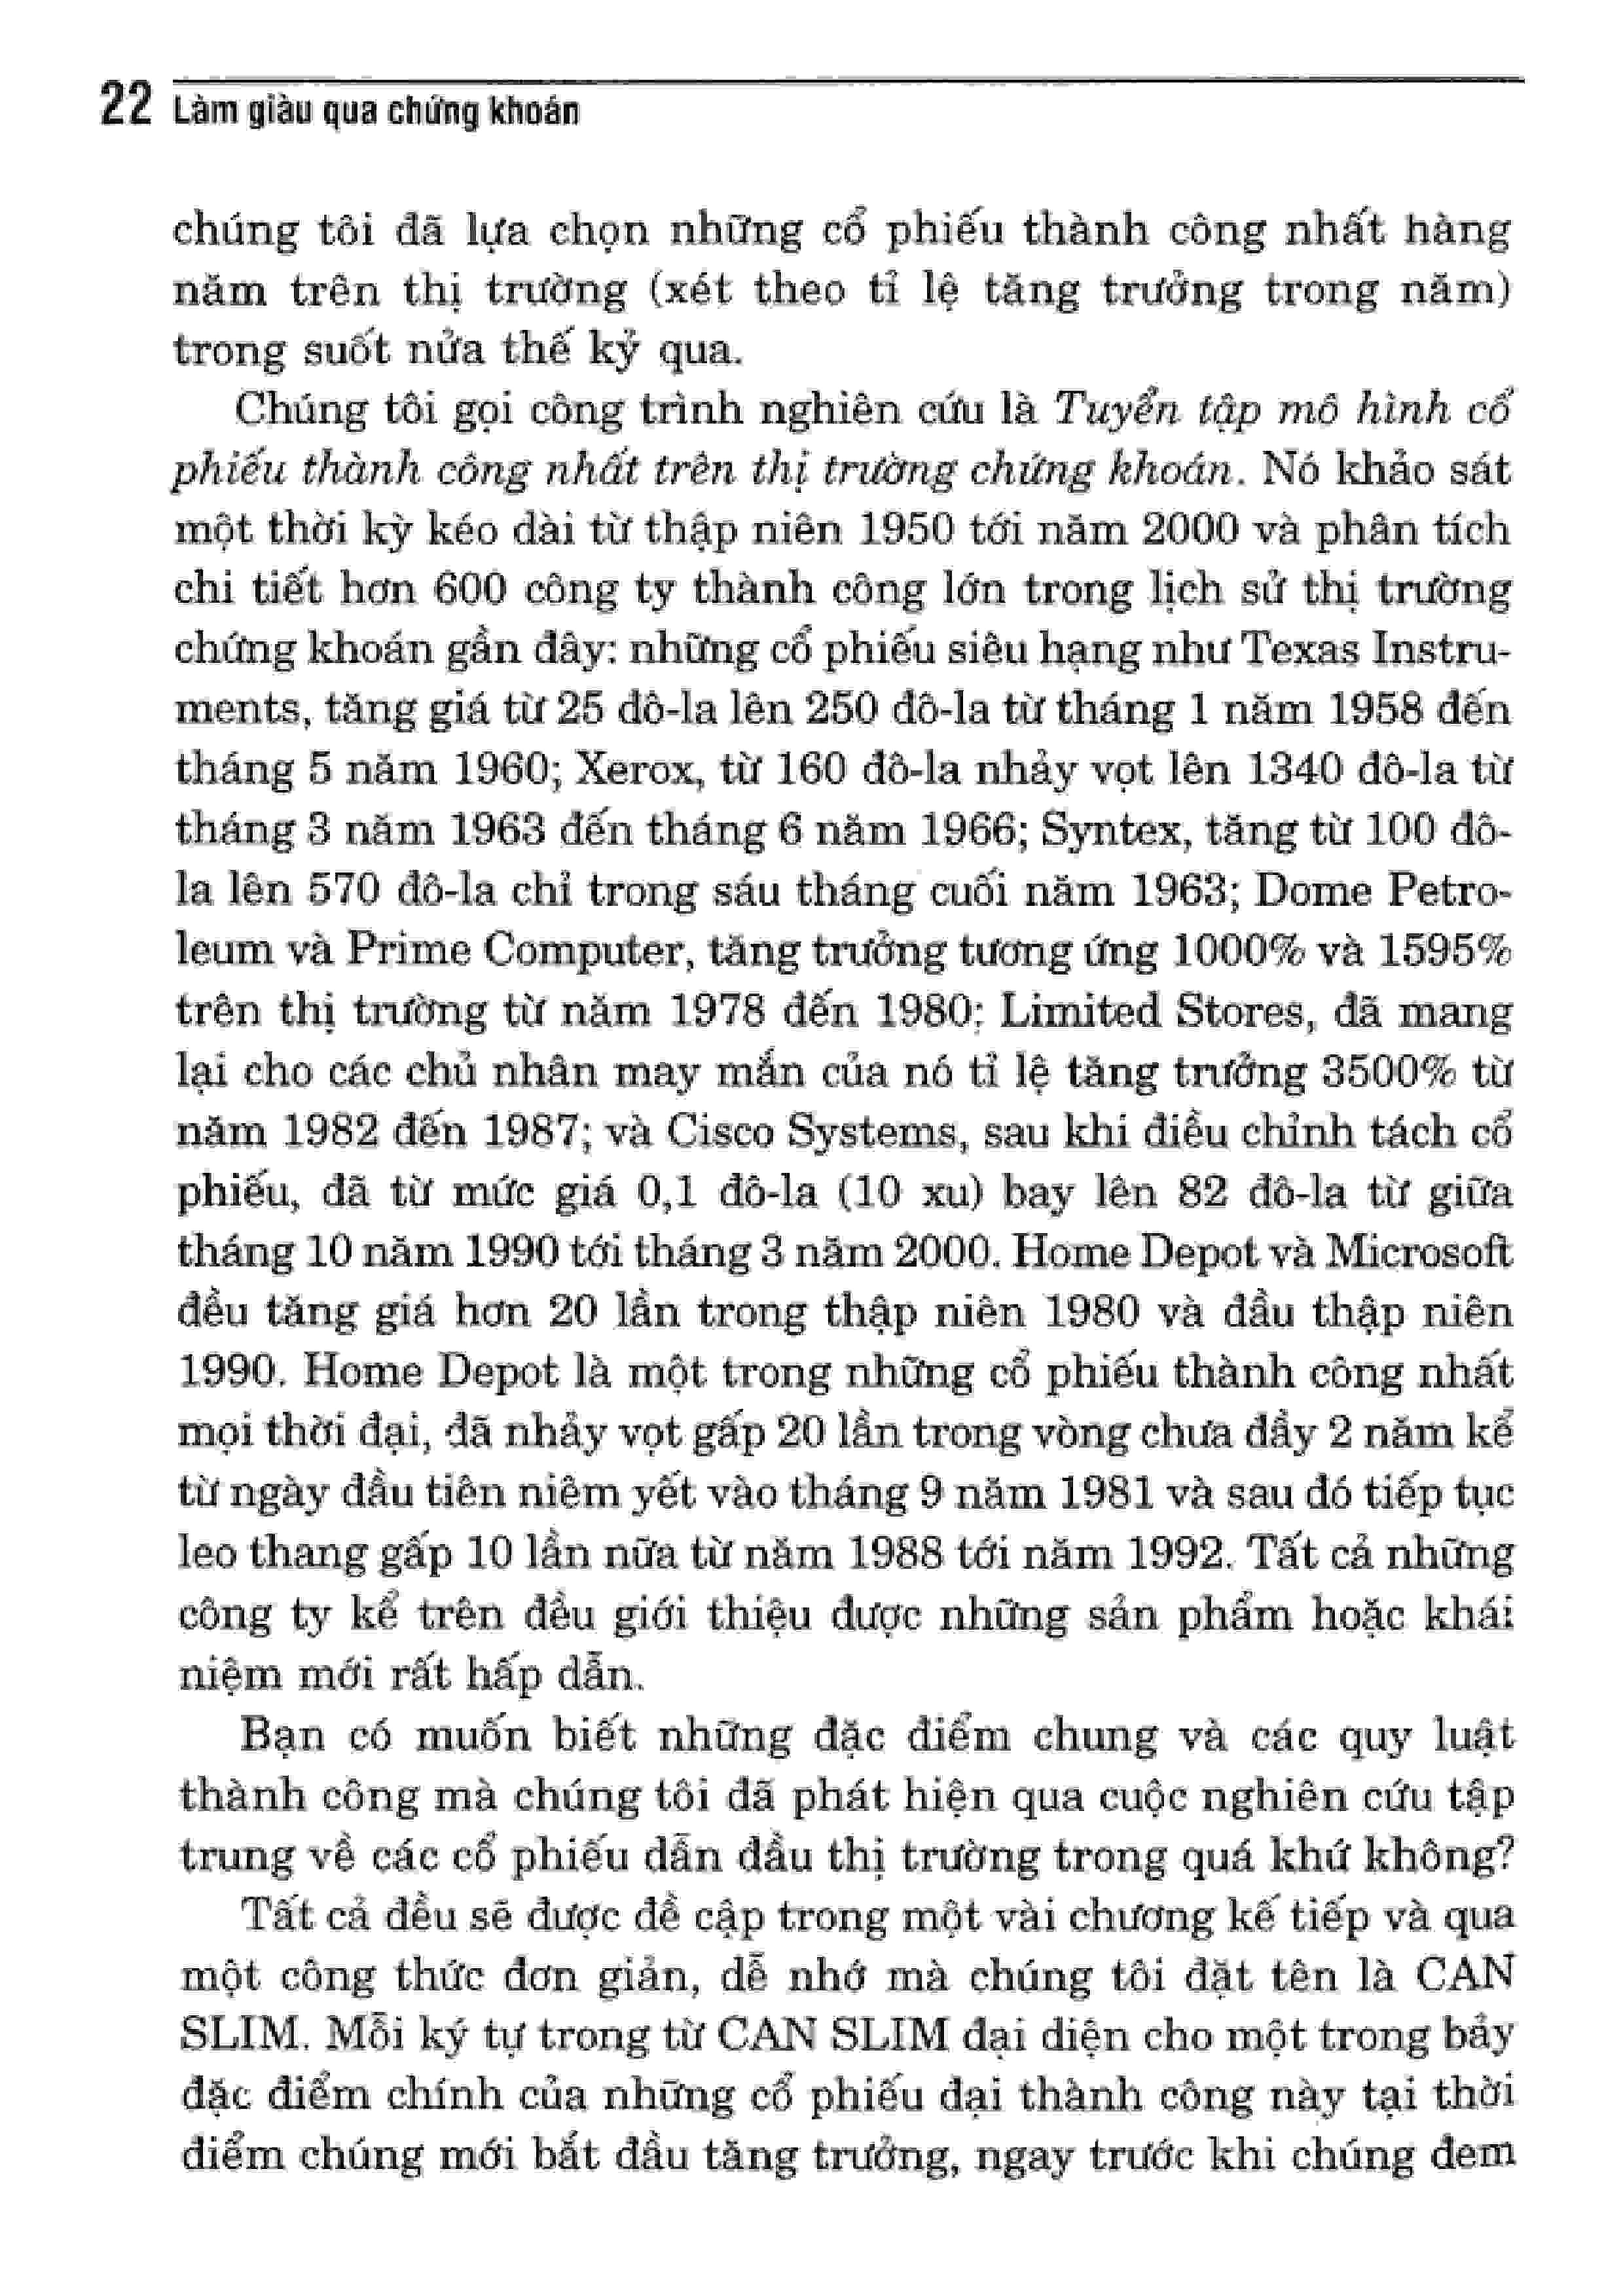 22 Làm giàu qua chứng khoán
chúng tôi đã lựa chọn những cổ phiếu thành công nhất hàng
năm trên thị trường (xét theo tỉ lệ tăng trưởng trong năm)
trong suốt nửa thế kỷ qua.
Chúng tôi gọi công trình nghiên cứu là Tuyển tập mô hình cổ
phiếu thành công nhất trên thị trường chứng khoán. Nó khảo sát
một thời kỳ kéo dài từ thập niên 1950 tới năm 2000 và phân tích
chi tiết hơn 600 công ty thành công lớn trong lịch sử thị trường
chứng khoán gần đây: những cổ phiếu siêu hạng như Texas Instru-
ments, tăng giá từ 25 đô-la lên 250 đô-la từ tháng 1 năm 1958 đến
tháng 5 năm 1960; Xerox, từ 160 đô-la nhảy vọt lên 1340 đô-la từ
tháng 3 năm 1963 đến tháng 6 năm 1966; Syntex, tăng từ 100 đô-
la lên 570 đô-la chỉ trong sáu tháng cuối năm 1963; Dome Petro-
leum và Prime Computer, tăng trưởng tương ứng 1000% và 1595%
trên thị trường từ năm 1978 đến 1980; Limited Stores, đã mang
lại cho các chủ nhân may mắn của nó tỉ lệ tăng trưởng 3500% từ
năm 1982 đến 1987; và Cisco Systems, sau khi điều chỉnh tách cổ
phiếu, đã từ mức giá 0,1 đô-la (10 xu) bay lên 82 đô-la từ giữa
tháng 10 năm 1990 tới tháng 3 năm 2000. Home Depot và Microsoft
đều tăng giá hơn 20 lần trong thập niên 1980 và đầu thập niên
1990. Home Depot là một trong những cổ phiếu thành công nhất
mọi thời đại, đã nhảy vọt gấp 20 lần trong vòng chưa đầy 2 năm kể
từ ngày đầu tiên niêm yết vào tháng 9 năm 1981 và sau đó tiếp tục
leo thang gấp 10 lần nữa từ năm 1988 tới năm 1992. Tất cả những
công ty kể trên đều giới thiệu được những sản phẩm hoặc khái
niệm mới rất hấp dẫn.
Bạn có muốn biết những đặc điểm chung và các quy luật
thành công mà chúng tôi đã phát hiện qua cuộc nghiên cứu tập
trung về các cổ phiếu dẫn đầu thị trường trong quá khứ không?
Tất cả đều sẽ được đề cập trong một vài chương kế tiếp và qua
một công thức đơn giản, dễ nhớ mà chúng tôi đặt tên là CAN
SLIM. Mỗi ký tự trong từ CAN SLIM đại diện cho một trong bảy
đặc điểm chính của những cổ phiếu đại thành công này tại thời
điểm chúng mới bắt đầu tăng trưởng, ngay trước khi chúng đem